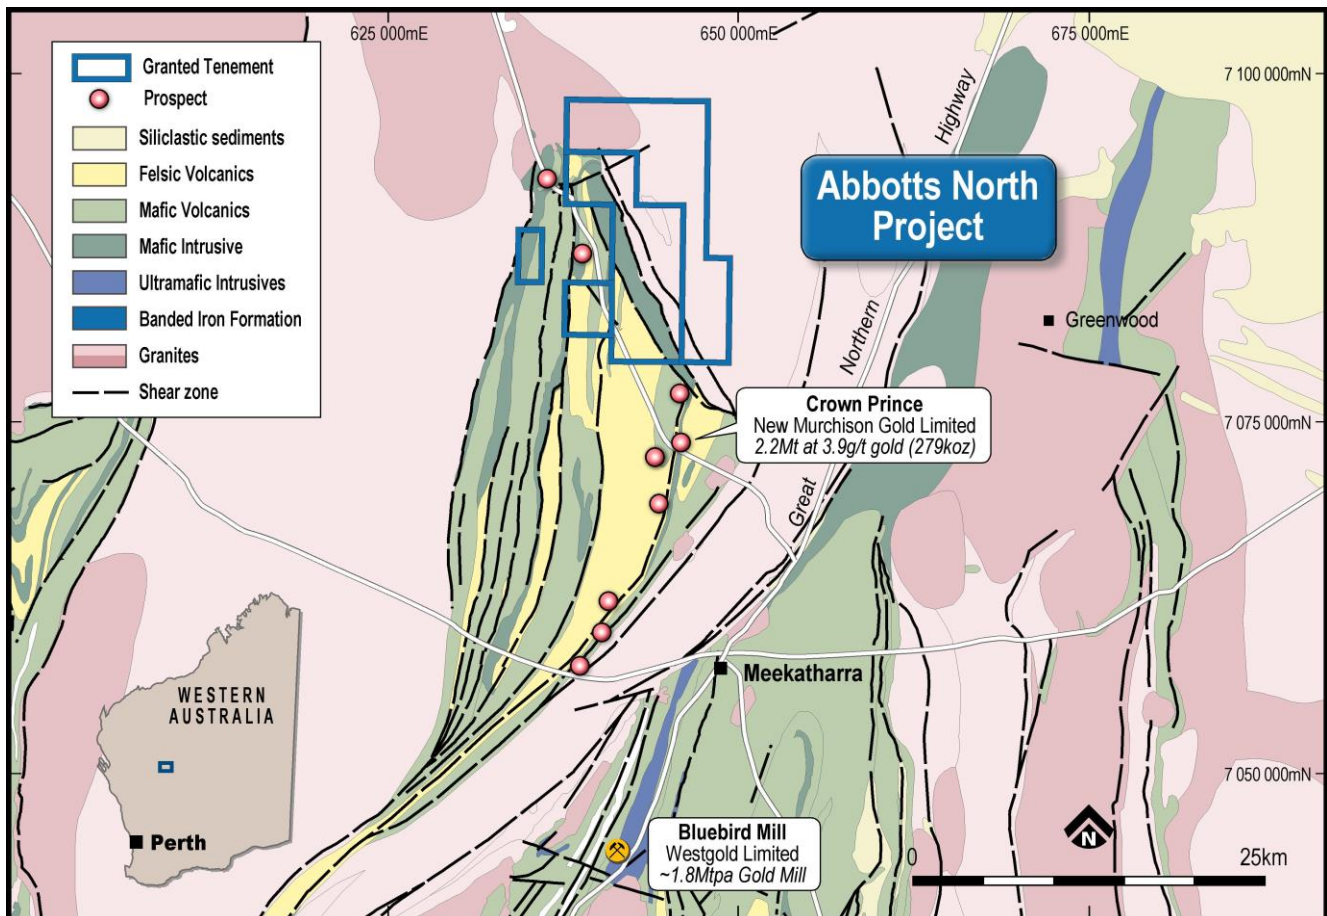 625 000mE
650 000mE
675 000mE
7 100 000mN
7 075 000mN
7 050 000mN
Granted Tenement
Prospect
Siliclastic sediments
Felsic Volcanics
Mafic Volcanics
Mafic Intrusive
Ultramafic Intrusives
Banded Iron Formation
Granites
Shear zone
Abbotts North
Project
Great
Northern
Highway
Greenwood
Crown Prince
New Murchison Gold Limited
2.2Mt at 3.9g/t gold (279koz)
Meekatharra
WESTERN
AUSTRALIA
Perth
Bluebird Mill
Westgold Limited
~1.8Mtpa Gold Mill
N
0
25km